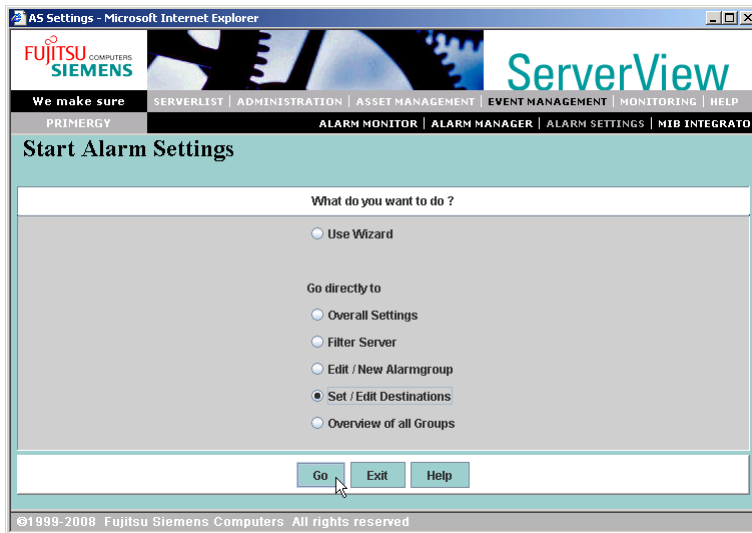 AS Settings - Microsoft Internet Explorer
FUJITSU COMPUTERS
SIEMENS
ServerView
We make sure SERVERLIST | ADMINISTRATION | ASSET MANAGEMENT | EVENT MANAGEMENT | MONITORING | HELP
PRIMERGY ALARM MONITOR | ALARM MANAGER | ALARM SETTINGS | MIB INTEGRATO
Start Alarm Settings
What do you want to do ?
Use Wizard
Go directly to
Overall Settings
Filter Server
Edit / New Alarmgroup
Set / Edit Destinations
Overview of all Groups
Go Exit Help
©1999-2008 Fujitsu Siemens Computers All rights reserved